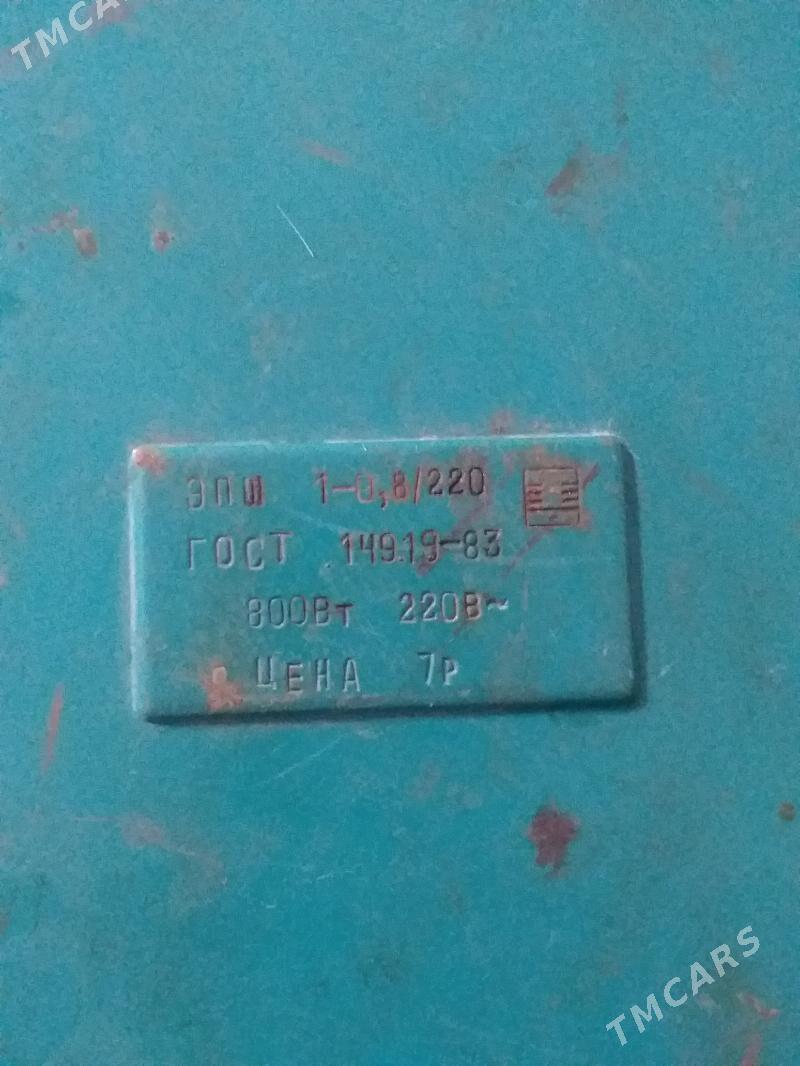 TMCARS
ЭПШ 1-0,8/220
ГОСТ 14919-83
800Вт 220В~
ЦЕНА 7р
TMCARS